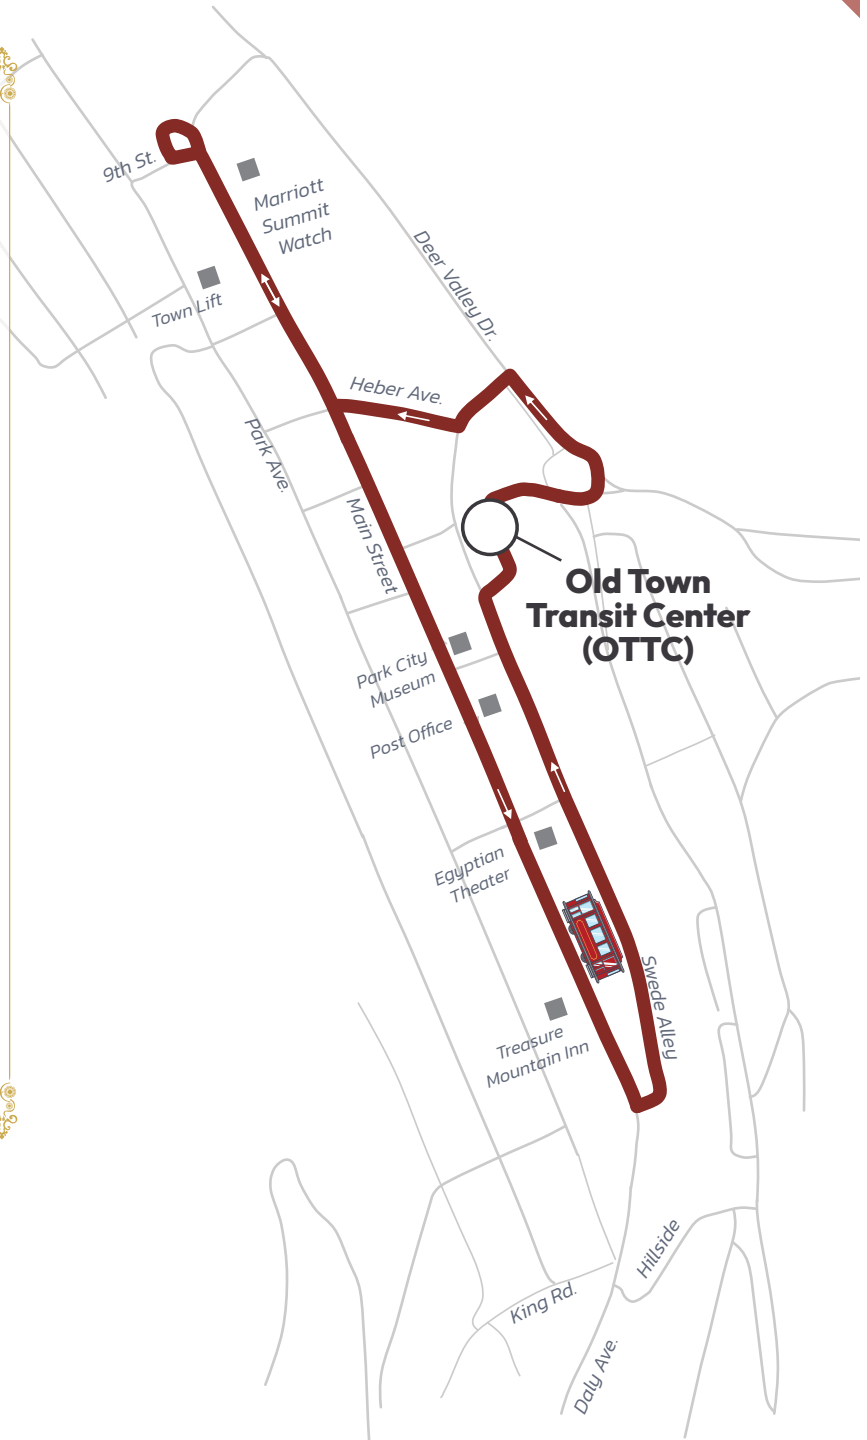 9th St.
Marriott
Summit
Watch
Deer Valley Dr.
Town Lift
Heber Ave.
Park Ave.
Main Street
Old Town
Transit Center
(OTTC)
Park City
Museum
Post Office
Egyptian
Theater
Swede Alley
Treasure
Mountain Inn
Hillside
King Rd.
Daly Ave.